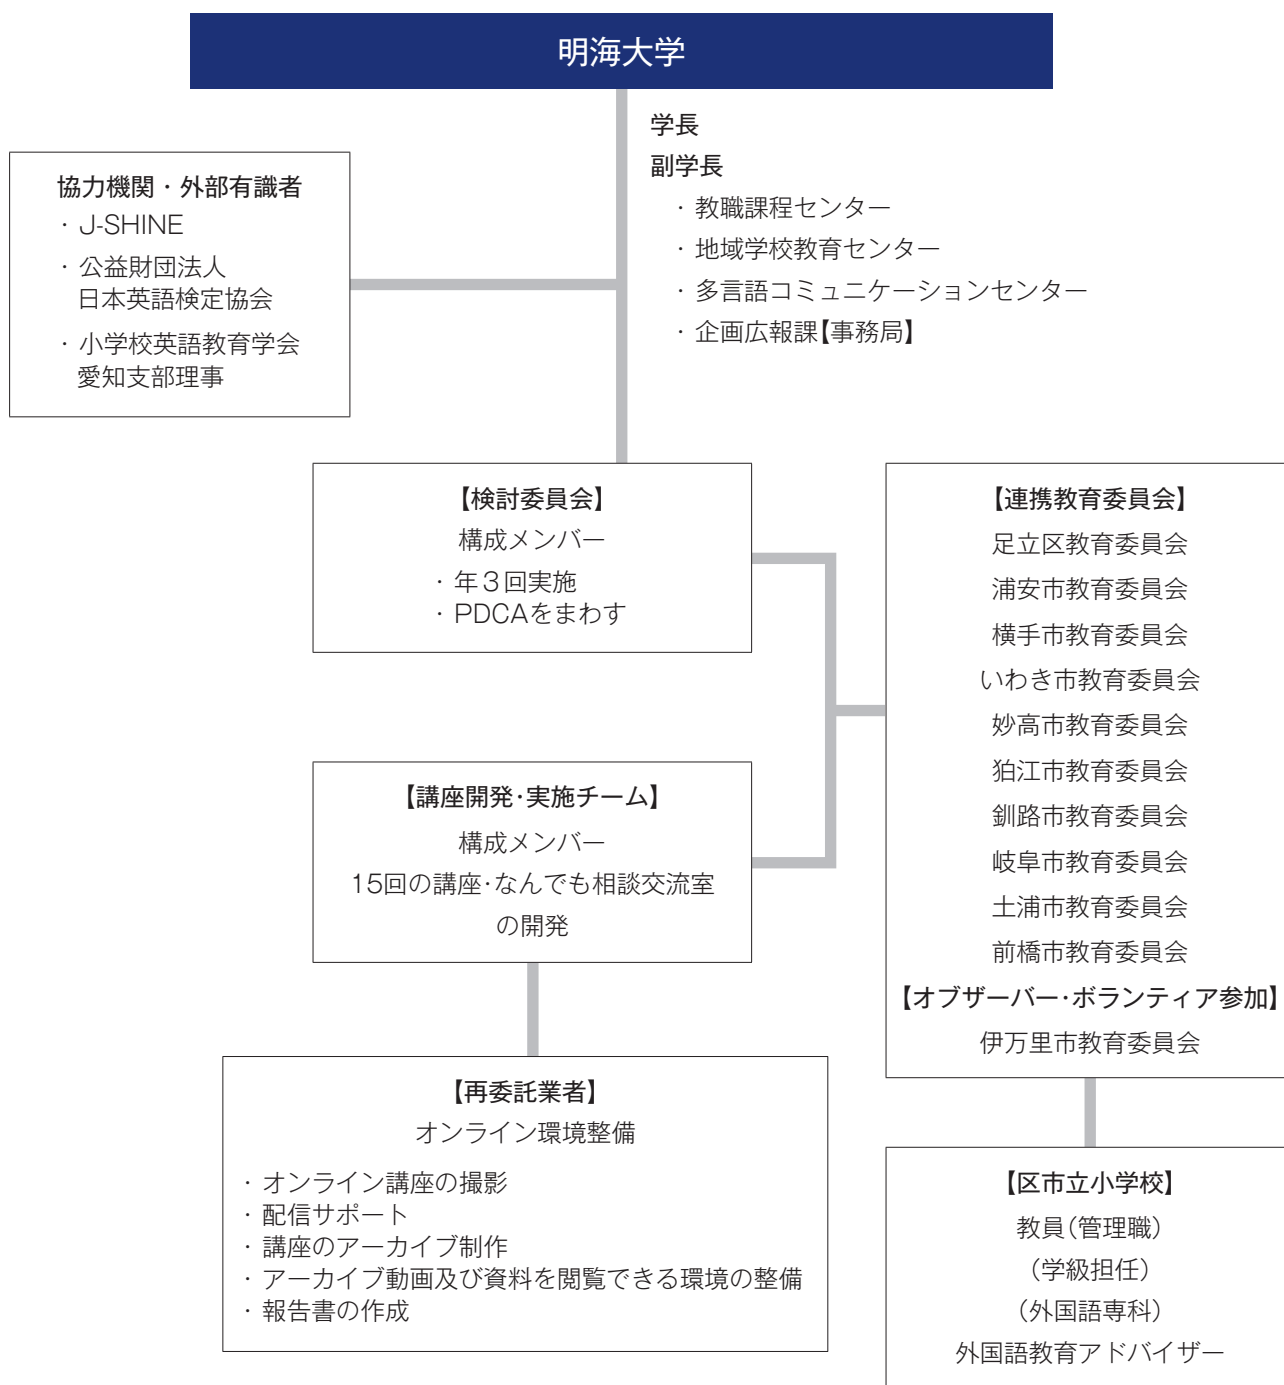 明海大学
学長
副学長
・教職課程センター
・地域学校教育センター
・多言語コミュニケーションセンター
・企画広報課【事務局】
協力機関・外部有識者
・J-SHINE
・公益財団法人
日本英語検定協会
・小学校英語教育学会
愛知支部理事
【検討委員会】
構成メンバー
・年3回実施
・PDCAをまわす
【連携教育委員会】
足立区教育委員会
浦安市教育委員会
横手市教育委員会
いわき市教育委員会
妙高市教育委員会
狛江市教育委員会
釧路市教育委員会
岐阜市教育委員会
土浦市教育委員会
前橋市教育委員会
【オブザーバー・ボランティア参加】
伊万里市教育委員会
【講座開発・実施チーム】
構成メンバー
15回の講座・なんでも相談交流室
の開発
【再委託業者】
オンライン環境整備
・オンライン講座の撮影
・配信サポート
・講座のアーカイブ制作
・アーカイブ動画及び資料を閲覧できる環境の整備
・報告書の作成
【区市立小学校】
教員（管理職）
（学級担任）
（外国語専科）
外国語教育アドバイザー